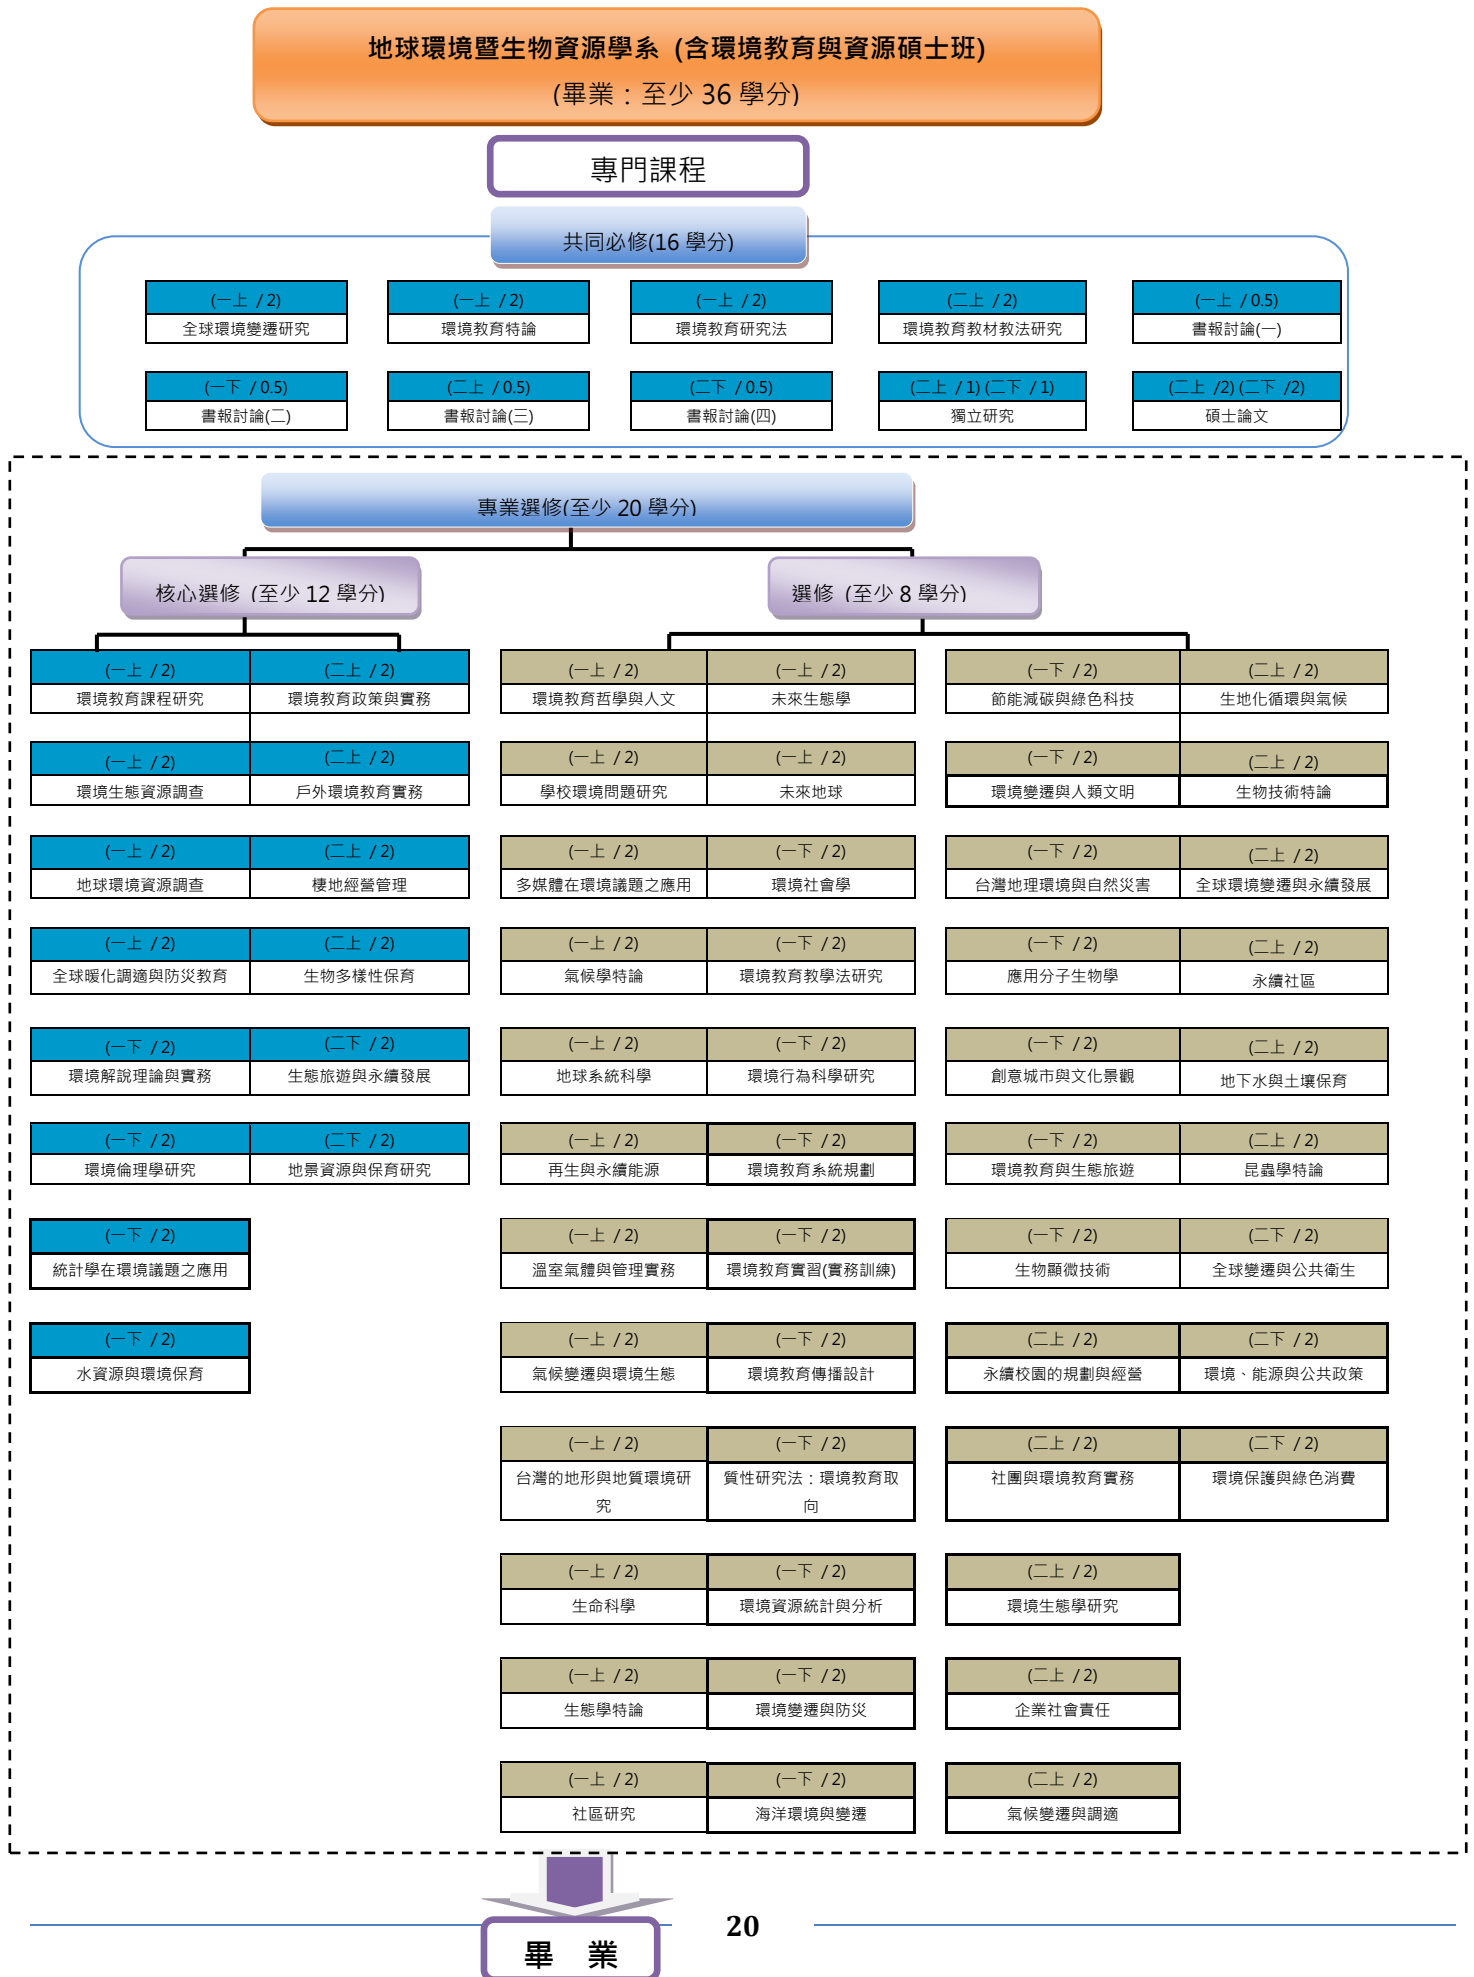 地球環境暨生物資源學系 (含環境教育與資源碩士班)
(畢業：至少 36 學分)
專門課程
共同必修(16 學分)
(一上 / 2) (一上 / 2) (一上 / 2) (二上 / 2) (一上 / 0.5)
全球環境變遷研究 環境教育特論 環境教育研究法 環境教育教材教法研究 書報討論(一)
(一下 / 0.5) (二上 / 0.5) (二下 / 0.5) (二上 / 1) (二下 / 1) (二上 /2) (二下 /2)
書報討論(二) 書報討論(三) 書報討論(四) 獨立研究 碩士論文
專業選修(至少 20 學分)
核心選修 (至少 12 學分) 選修 (至少 8 學分)
(一上 / 2) (二上 / 2) (一上 / 2) (一上 / 2) (一下 / 2) (二上 / 2)
環境教育課程研究 環境教育政策與實務 環境教育哲學與人文 未來生態學 節能減碳與綠色科技 生地化循環與氣候
(一上 / 2) (二上 / 2) (一上 / 2) (一上 / 2) (一下 / 2) (二上 / 2)
環境生態資源調查 戶外環境教育實務 學校環境問題研究 未來地球 環境變遷與人類文明 生物技術特論
(一上 / 2) (二上 / 2) (一上 / 2) (一下 / 2) (一下 / 2) (二上 / 2)
地球環境資源調查 棲地經營管理 多媒體在環境議題之應用 環境社會學 台灣地理環境與自然災害 全球環境變遷與永續發展
(一上 / 2) (二上 / 2) (一上 / 2) (一下 / 2) (一下 / 2) (二上 / 2)
全球暖化調適與防災教育 生物多樣性保育 氣候學特論 環境教育教學法研究 應用分子生物學 永續社區
(一下 / 2) (二下 / 2) (一上 / 2) (一下 / 2) (一下 / 2) (二上 / 2)
環境解說理論與實務 生態旅遊與永續發展 地球系統科學 環境行為科學研究 創意城市與文化景觀 地下水與土壤保育
(一下 / 2) (二下 / 2) (一上 / 2) (一下 / 2) (一下 / 2) (二上 / 2)
環境倫理學研究 地景資源與保育研究 再生與永續能源 環境教育系統規劃 環境教育與生態旅遊 昆蟲學特論
(一下 / 2) (一上 / 2) (一下 / 2) (一下 / 2) (二下 / 2)
統計學在環境議題之應用 溫室氣體與管理實務 環境教育實習(實務訓練) 生物顯微技術 全球變遷與公共衛生
(一下 / 2) (一上 / 2) (一下 / 2) (二上 / 2) (二下 / 2)
水資源與環境保育 氣候變遷與環境生態 環境教育傳播設計 永續校園的規劃與經營 環境、能源與公共政策
(一上 / 2) (一下 / 2) (二上 / 2) (二下 / 2)
台灣的地形與地質環境研 質性研究法：環境教育取 社團與環境教育實務 環境保護與綠色消費
究 向
(一上 / 2) (一下 / 2) (二上 / 2)
生命科學 環境資源統計與分析 環境生態學研究
(一上 / 2) (一下 / 2) (二上 / 2)
生態學特論 環境變遷與防災 企業社會責任
(一上 / 2) (一下 / 2) (二上 / 2)
社區研究 海洋環境與變遷 氣候變遷與調適
20
畢 業